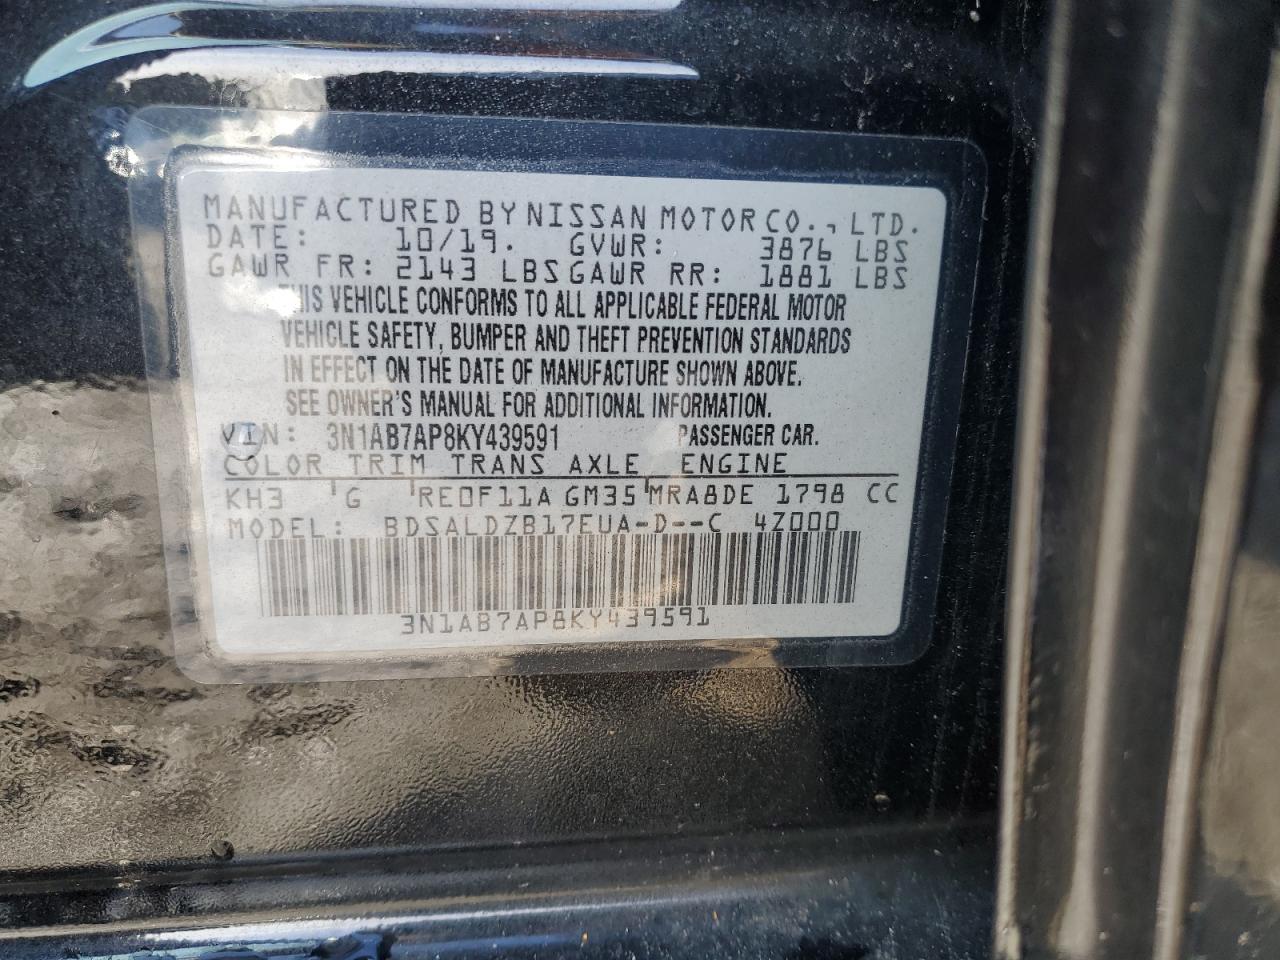 MANUFACTURED BY NISSAN MOTOR CO., LTD.
DATE: 10/19. GVWR: 3876 LBS
GAWR FR: 2143 LBS GAWR RR: 1881 LBS
THIS VEHICLE CONFORMS TO ALL APPLICABLE FEDERAL MOTOR
VEHICLE SAFETY, BUMPER AND THEFT PREVENTION STANDARDS
IN EFFECT ON THE DATE OF MANUFACTURE SHOWN ABOVE.
SEE OWNER'S MANUAL FOR ADDITIONAL INFORMATION.
VIN: 3N1AB7AP8KY439591 PASSENGER CAR.
COLOR TRIM TRANS AXLE ENGINE
KH3 ' G 'RE0F11A GM35'MRA8DE 1798 CC
MODEL: BDSALDZB17EUA-D--C 4Z000
3N1AB7AP8KY439591